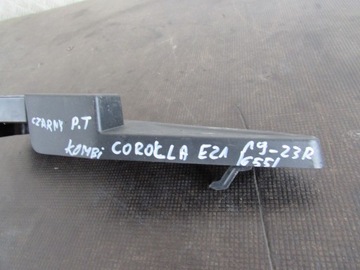 CZARNY P.T
KOMBi COROLLA E21 19-23R
6551